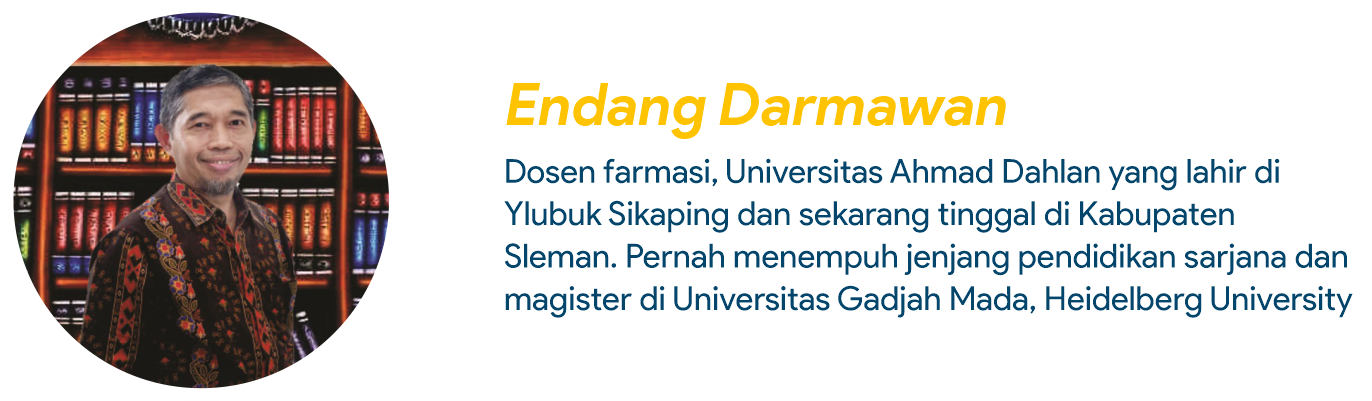 Endang Darmawan
Dosen farmasi, Universitas Ahmad Dahlan yang lahir di
Ylubuk Sikaping dan sekarang tinggal di Kabupaten
Sleman. Pernah menempuh jenjang pendidikan sarjana dan
magister di Universitas Gadjah Mada, Heidelberg University